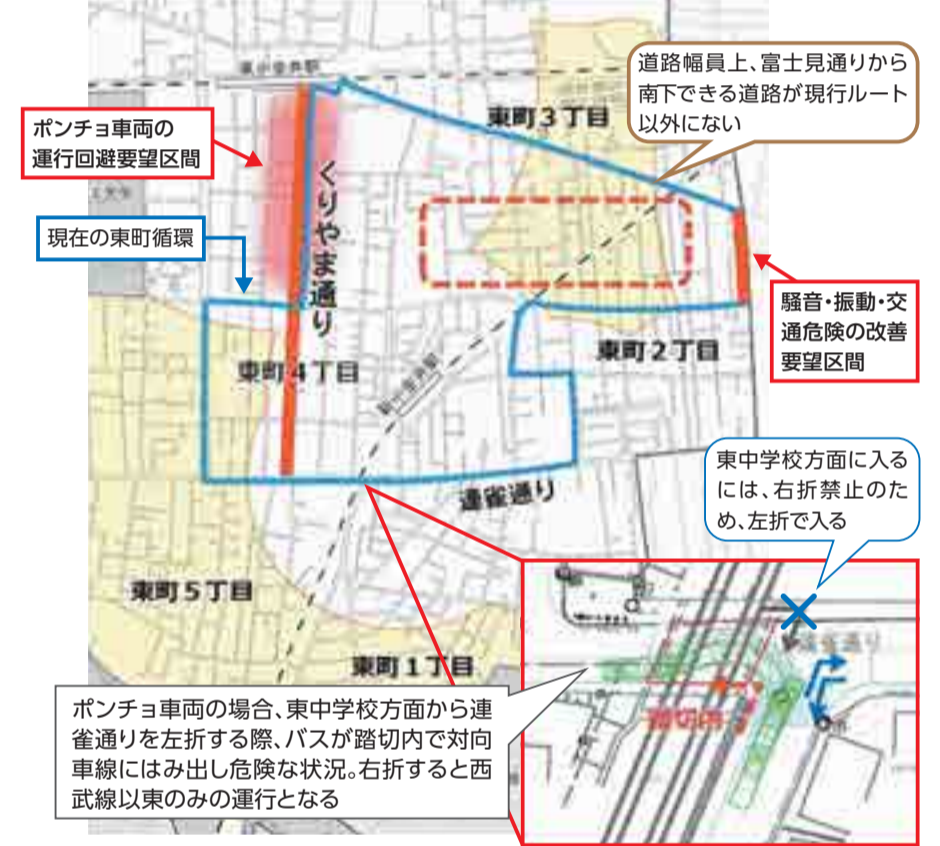 東小金井駅
道路幅員上、富士見通りから
南下できる道路が現行ルート
以外にない
東町3丁目
ポンチョ車両の
運行回避要望区間
くりやま通り
現在の東町循環
騒音・振動・交
通危険の改善
要望区間
東町2丁目
東町4丁目
新小金井駅
東中学校方面に入る
には、右折禁止のた
め、左折で入る
連雀通り
東町5丁目
連雀通り
東町1丁目
踏切内
ポンチョ車両の場合、東中学校方面から連
雀通りを左折する際、バスが踏切内で対向
車線にはみ出し危険な状況。右折すると西
武線以東のみの運行となる